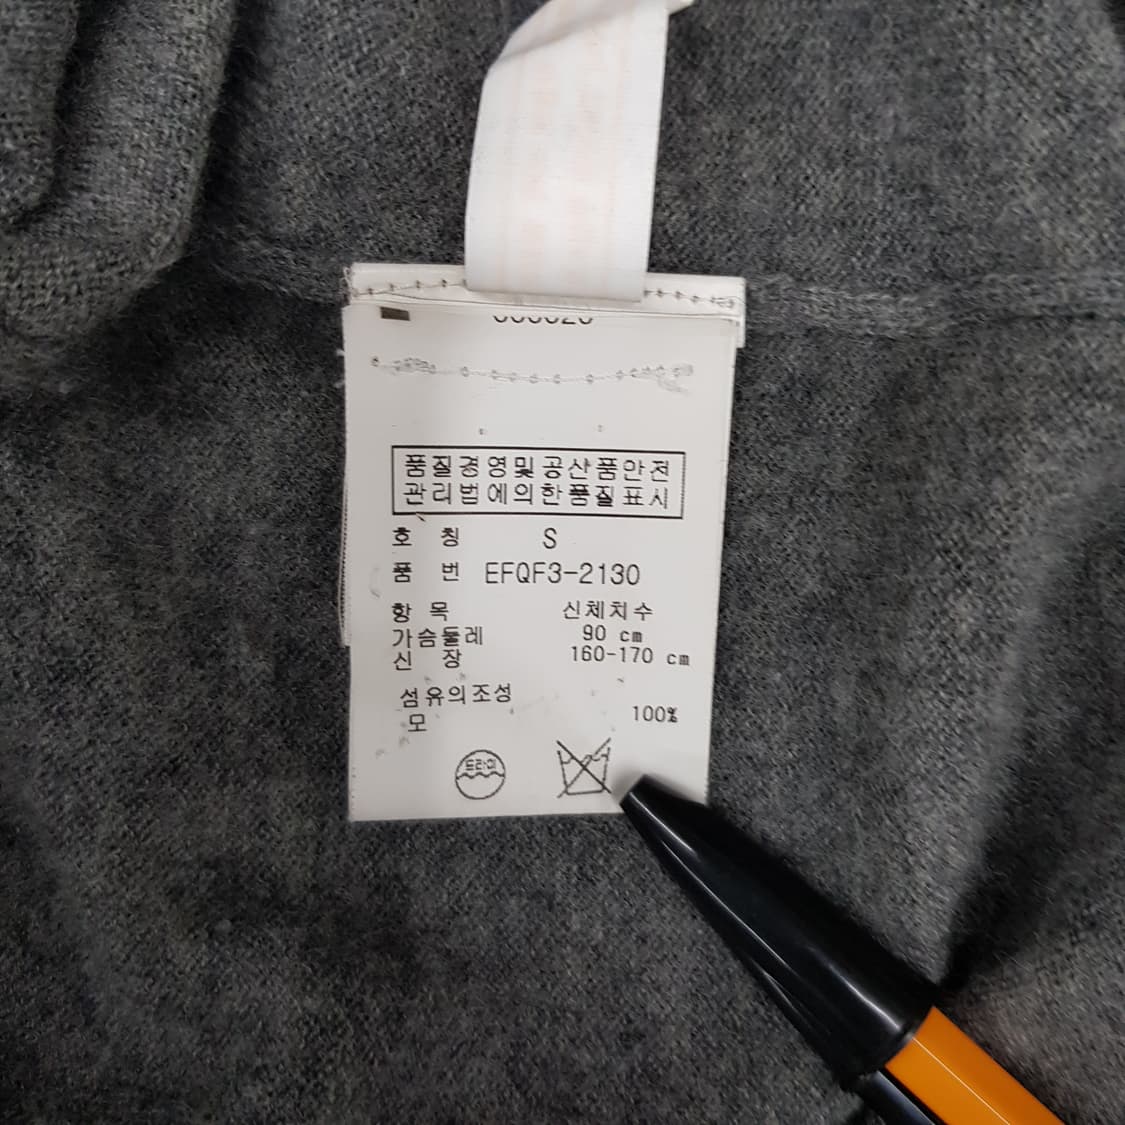 품질경영및공산품안전
관리법에의한품질표시
호 칭 S
품 번 EFQF3-2130
항 목 신체치수
가슴둘레 90 cm
신 장 160-170 cm
섬유의조성
모 100%
드라이